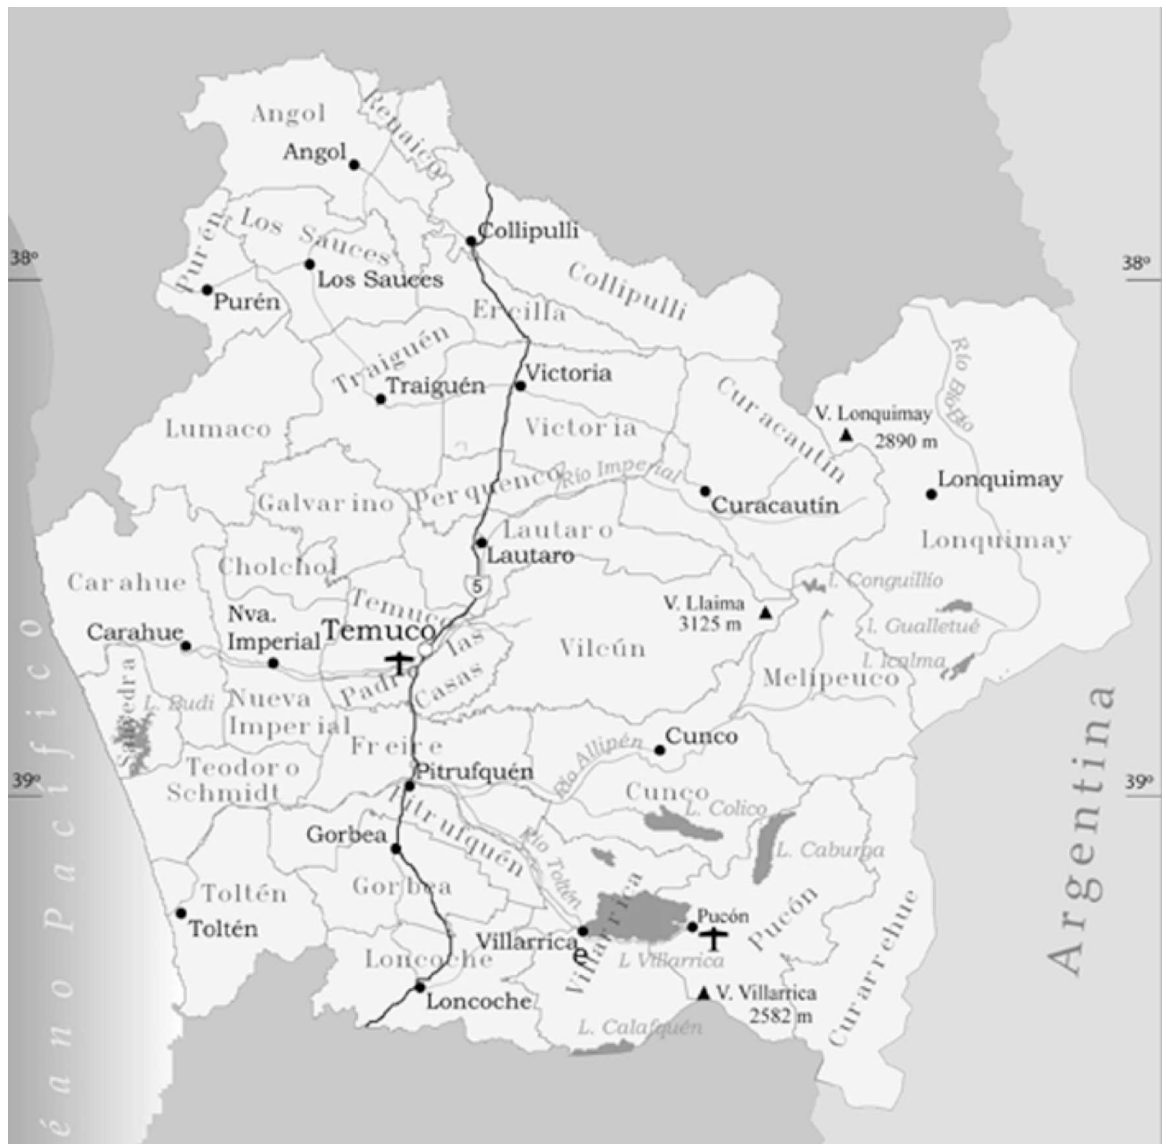 Angol
Renaico
Angol
Los Sauces
Purén
Collipulli
Los Sauces
Collipulli
38º
38º
Purén
Ercilla
Río Bío Bío
Traiguén
Victoria
Traiguén
Curacautín
V. Lonquimay
2890 m
Lumaco
Victoria
Perquenco
Río Imperial
Lonquimay
Galvarino
Curacautín
Lautaro
Lonquimay
Lautaro
Cholchol
Carahue
5
l. Conguillío
Temuco
V. Llaima
3125 m
Nva.
Imperial
l. Gualletué
Carahue
Temuco
Vilcún
l. Icalma
Padre las Casas
Melipeuco
Saavedra
L. Budi
Nueva
Imperial
Freire
Cunco
Río Allipén
Teodoro
Schmidt
Pitrufquén
39º
39º
Cunco
L. Colico
Pitrufquén
Gorbea
Río Toltén
L. Caburga
Gorbea
Toltén
Toltén
Pucón
Pucón
Villarrica
e
Villarrica
L Villarrica
Loncoche
Loncoche
V. Villarrica
2582 m
Curarrehue
L. Calafquén
éano Pacífico
Argentina